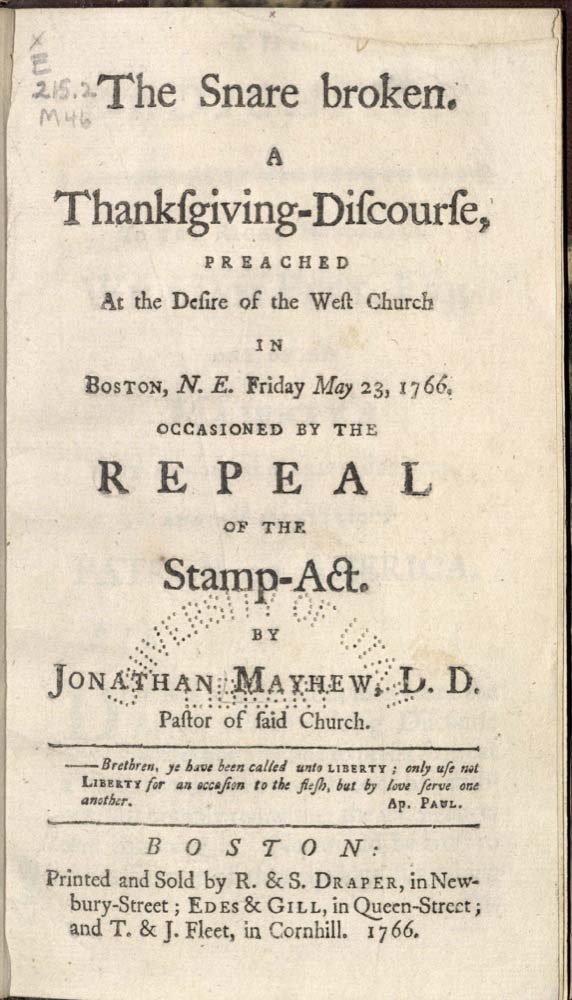 x
x
E
215.2
M46
The Snare broken.
A
Thankſgiving-Diſcourſe,
PREACHED
At the Deſire of the Weſt Church
IN
BOSTON, N. E. Friday May 23, 1766.
OCCASIONED BY THE
REPEAL
OF THE
Stamp-Act.
BY
JONATHAN MAYHEW, L. D.
Paſtor of ſaid Church.
——Brethren, ye have been called unto LIBERTY ; only uſe not
LIBERTY for an occaſion to the fleſh, but by love ſerve one
another. Ap. PAUL.
BOSTON:
Printed and Sold by R. & S. DRAPER, in New-
bury-Street ; EDES & GILL, in Queen-Street ;
and T. & J. Fleet, in Cornhill. 1766.